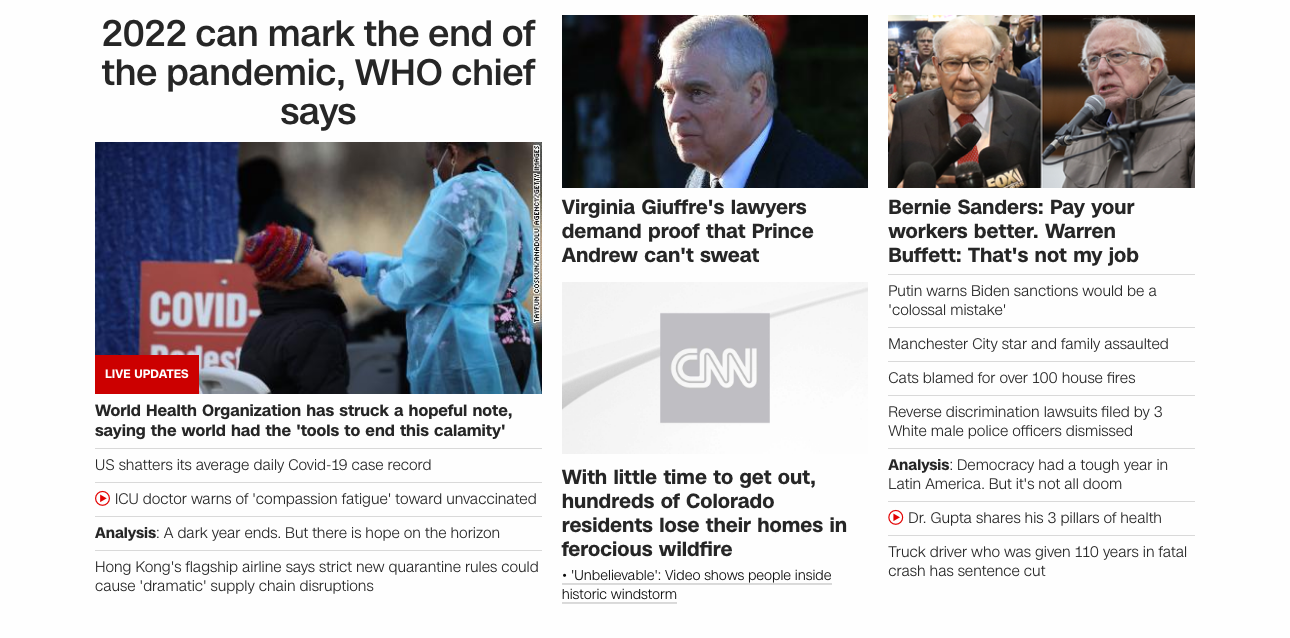 2022 can mark the end of
the pandemic, WHO chief
says
TAYFUN COSKUN/ANADOLU AGENCY/GETTY IMAGES
COVID-
Pedest
LIVE UPDATES
World Health Organization has struck a hopeful note,
saying the world had the 'tools to end this calamity'
US shatters its average daily Covid-19 case record
ICU doctor warns of 'compassion fatigue' toward unvaccinated
Analysis: A dark year ends. But there is hope on the horizon
Hong Kong's flagship airline says strict new quarantine rules could
cause 'dramatic' supply chain disruptions
Virginia Giuffre's lawyers
demand proof that Prince
Andrew can't sweat
CNN
With little time to get out,
hundreds of Colorado
residents lose their homes in
ferocious wildfire
• 'Unbelievable': Video shows people inside
historic windstorm
FOX
Bernie Sanders: Pay your
workers better. Warren
Buffett: That's not my job
Putin warns Biden sanctions would be a
'colossal mistake'
Manchester City star and family assaulted
Cats blamed for over 100 house fires
Reverse discrimination lawsuits filed by 3
White male police officers dismissed
Analysis: Democracy had a tough year in
Latin America. But it's not all doom
Dr. Gupta shares his 3 pillars of health
Truck driver who was given 110 years in fatal
crash has sentence cut